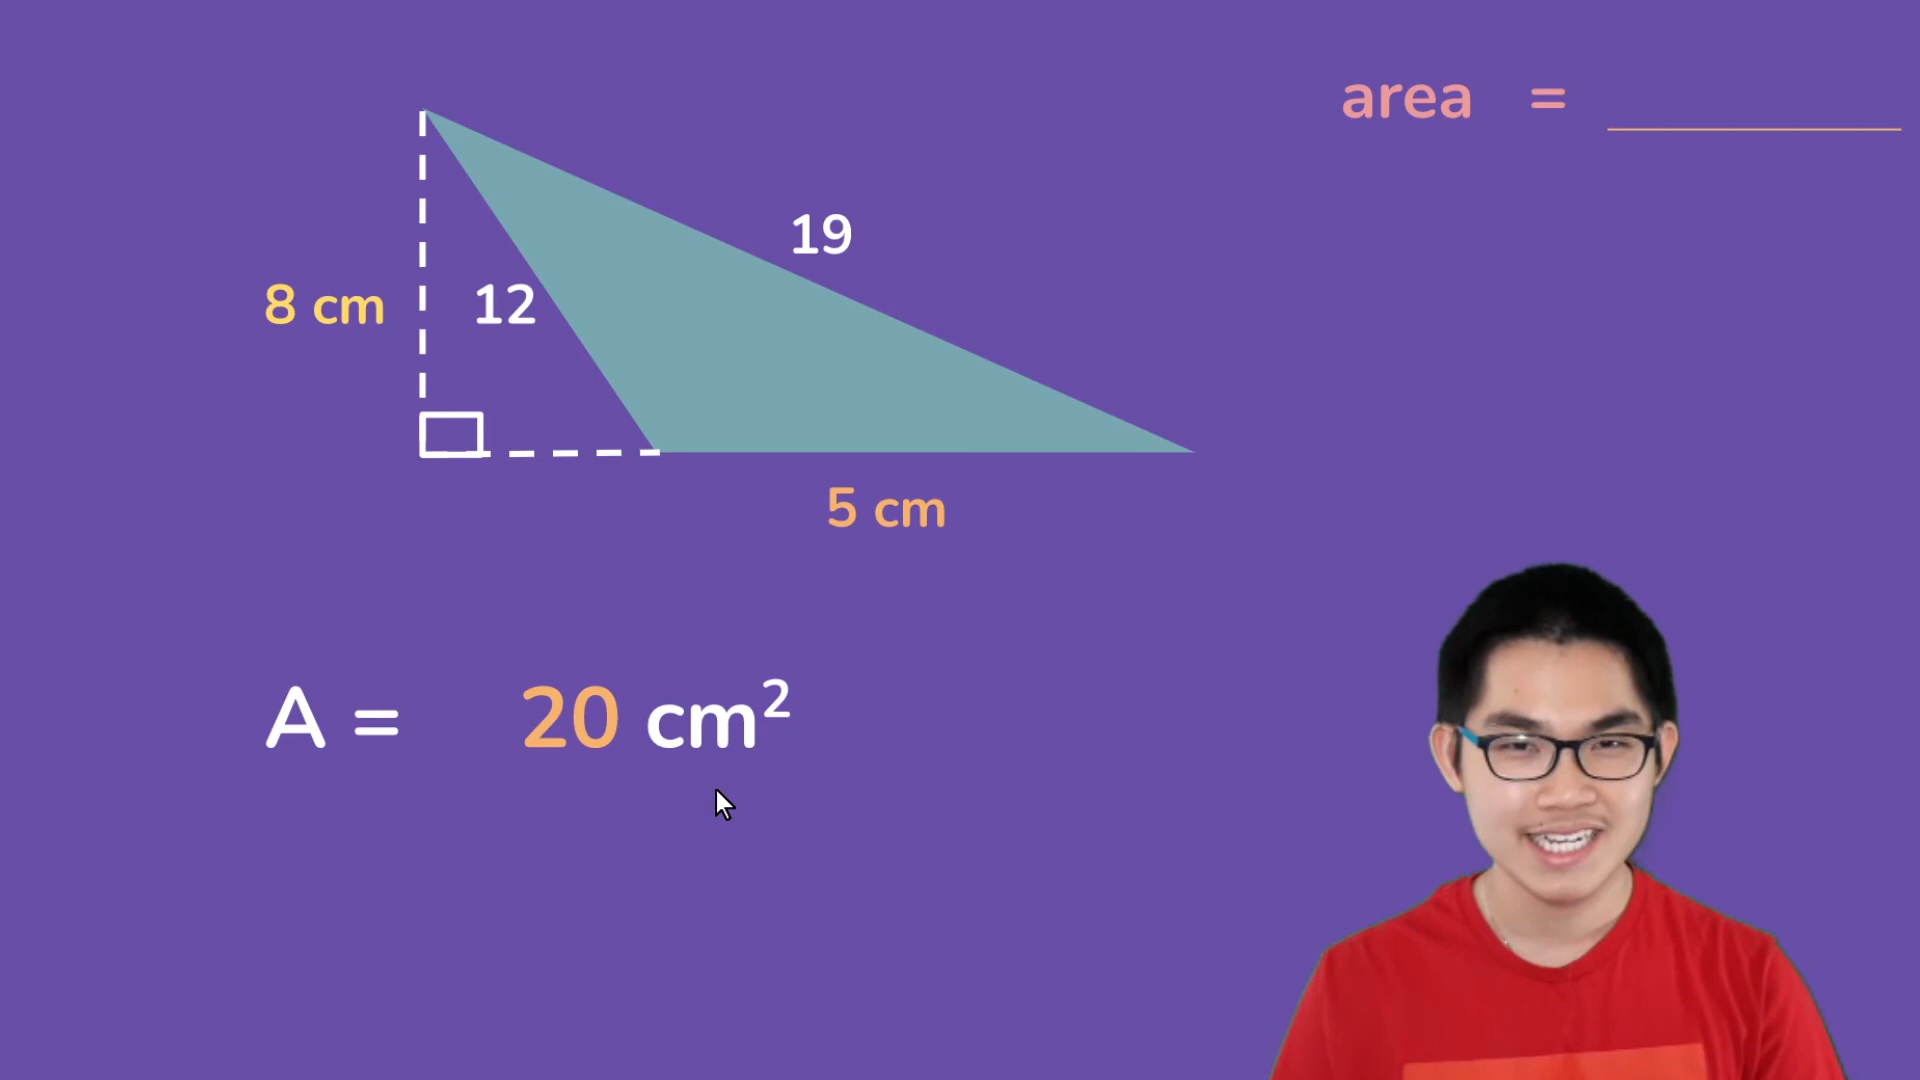 area = 
19
8 cm
12
5 cm
A = 20 cm²